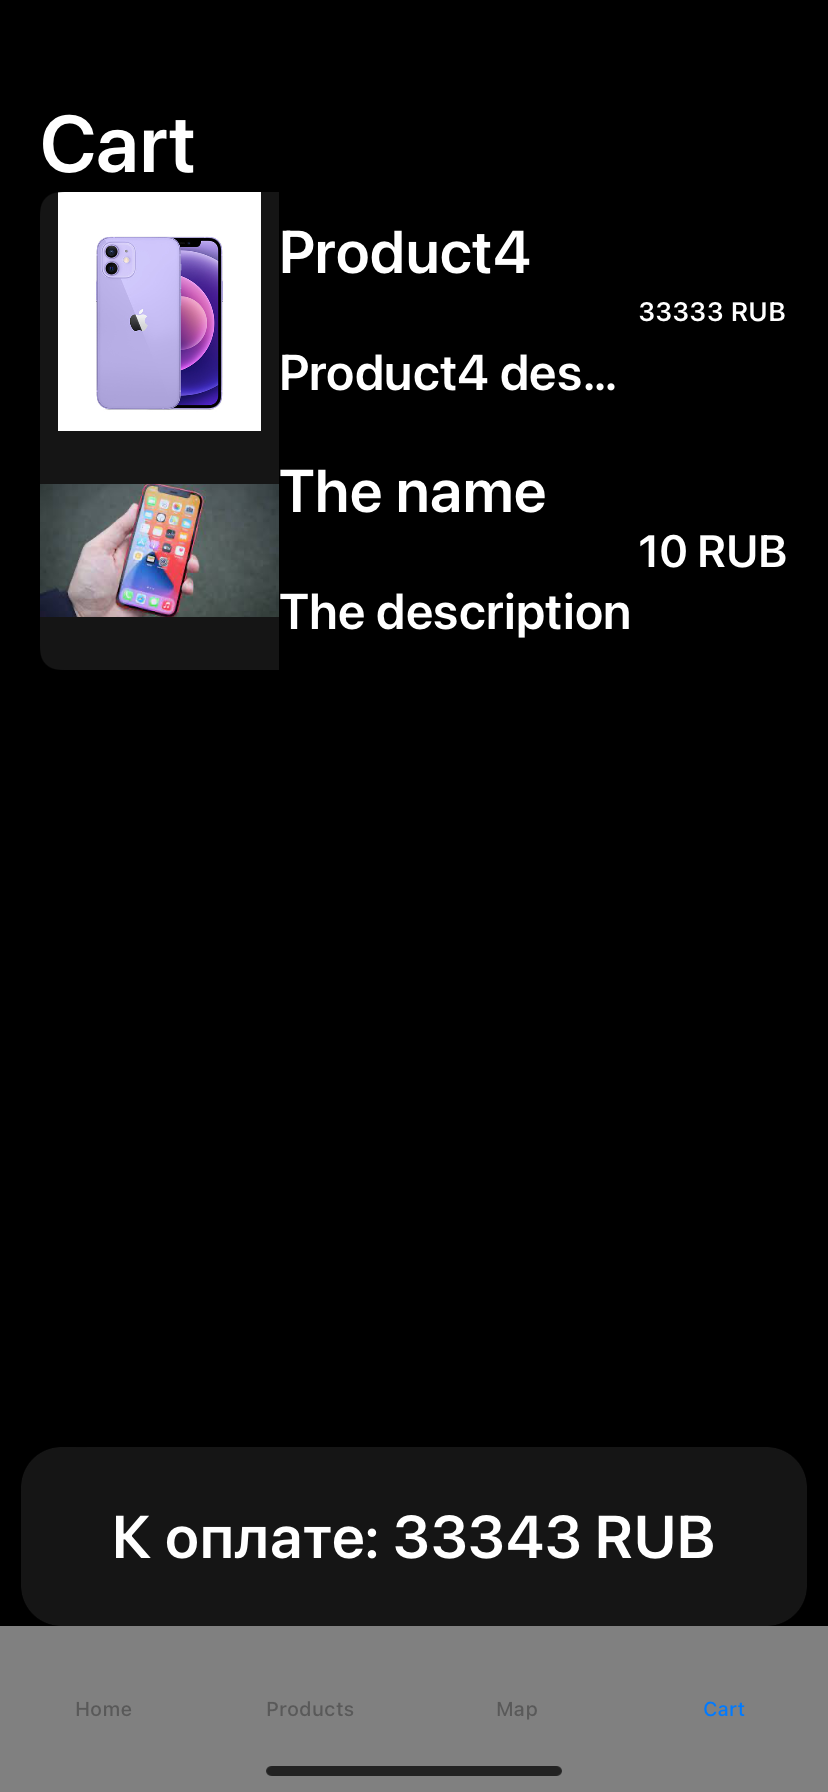 Cart
Product4
33333 RUB
Product4 des...
The name
10 RUB
The description
К оплате: 33343 RUB
Home
Products
Map
Cart